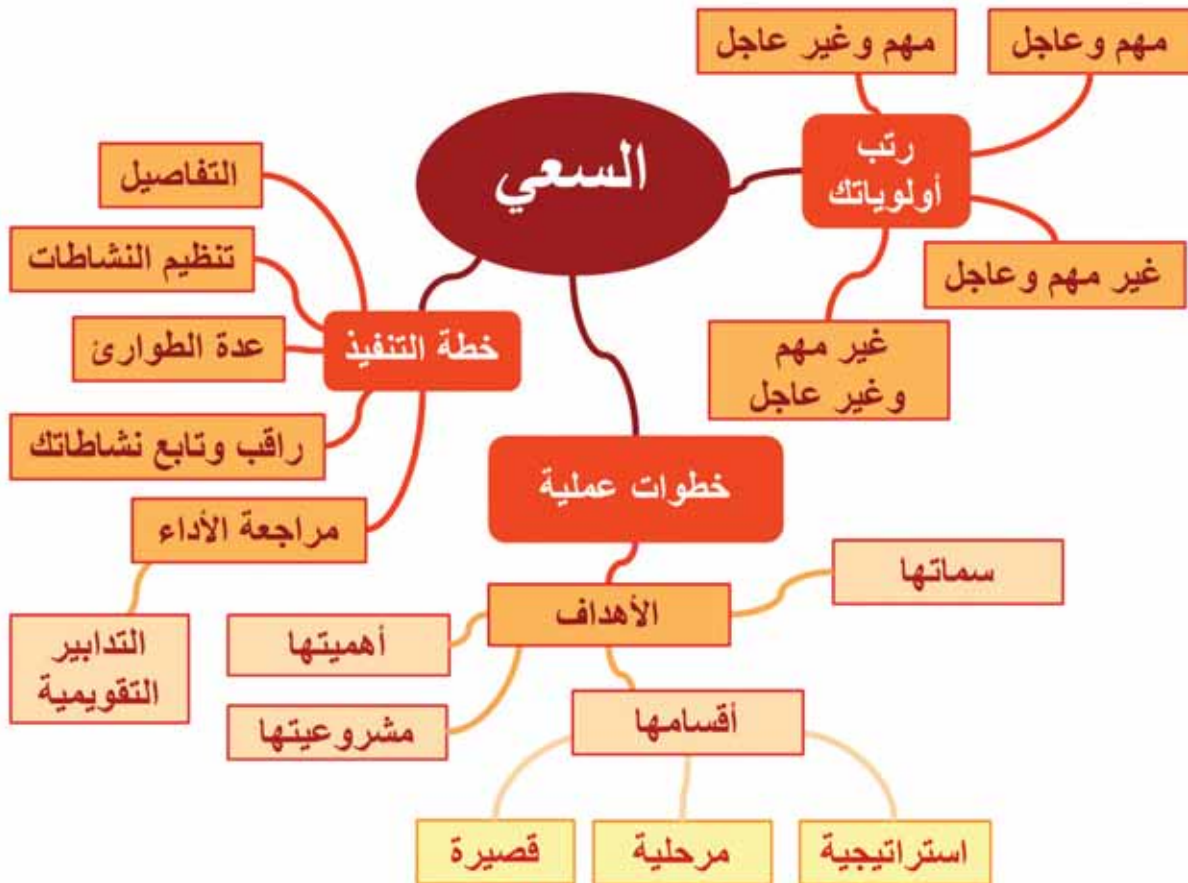 السعي
رتب
أولوياتك
مهم وعاجل
مهم وغير عاجل
غير مهم وعاجل
غير مهم
وغير عاجل
خطوات عملية
الأهداف
سماتها
أقسامها
استراتيجية
مرحلية
قصيرة
أهميتها
مشروعيتها
خطة التنفيذ
التفاصيل
تنظيم النشاطات
عدة الطوارئ
راقب وتابع نشاطاتك
مراجعة الأداء
التدابير
التقويمية